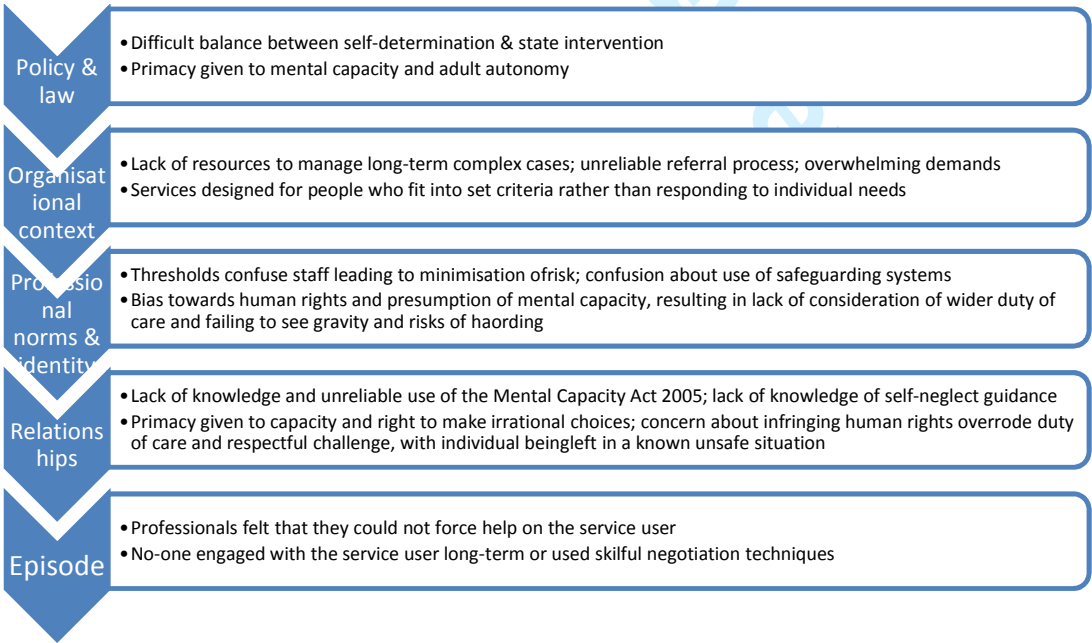 Policy &
law
•Difficult balance between self-determination & state intervention
•Primacy given to mental capacity and adult autonomy
Organisat
ional
context
•Lack of resources to manage long-term complex cases; unreliable referral process; overwhelming demands
•Services designed for people who fit into set criteria rather than responding to individual needs
Professio
nal
norms &
identity
•Thresholds confuse staff leading to minimisation ofrisk; confusion about use of safeguarding systems
•Bias towards human rights and presumption of mental capacity, resulting in lack of consideration of wider duty of
care and failing to see gravity and risks of haording
Relations
hips
•Lack of knowledge and unreliable use of the Mental Capacity Act 2005; lack of knowledge of self-neglect guidance
•Primacy given to capacity and right to make irrational choices; concern about infringing human rights overrode duty
of care and respectful challenge, with individual beingleft in a known unsafe situation
Episode
•Professionals felt that they could not force help on the service user
•No-one engaged with the service user long-term or used skilful negotiation techniques